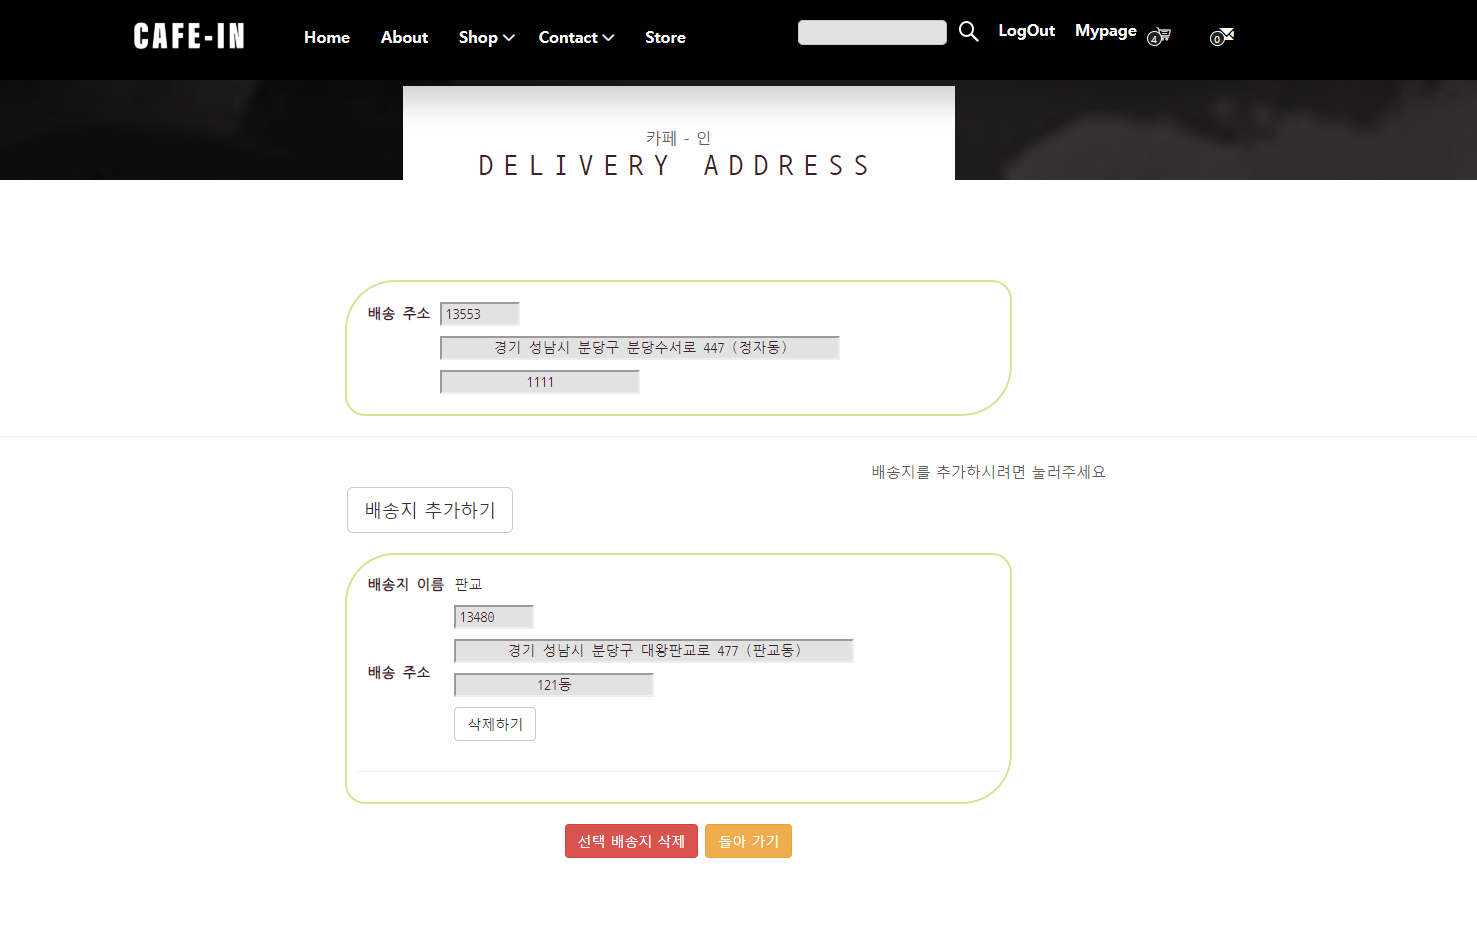 CAFE-IN Home About Shop Contact Store LogOut Mypage 4 0
카페 - 인
DELIVERY ADDRESS
배송 주소 13553
경기 성남시 분당구 분당수서로 447 (정자동)
1111
배송지를 추가하시려면 눌러주세요
배송지 추가하기
배송지 이름 판교
13480
경기 성남시 분당구 대왕판교로 477 (판교동)
배송 주소
121동
삭제하기
선택 배송지 삭제 돌아 가기